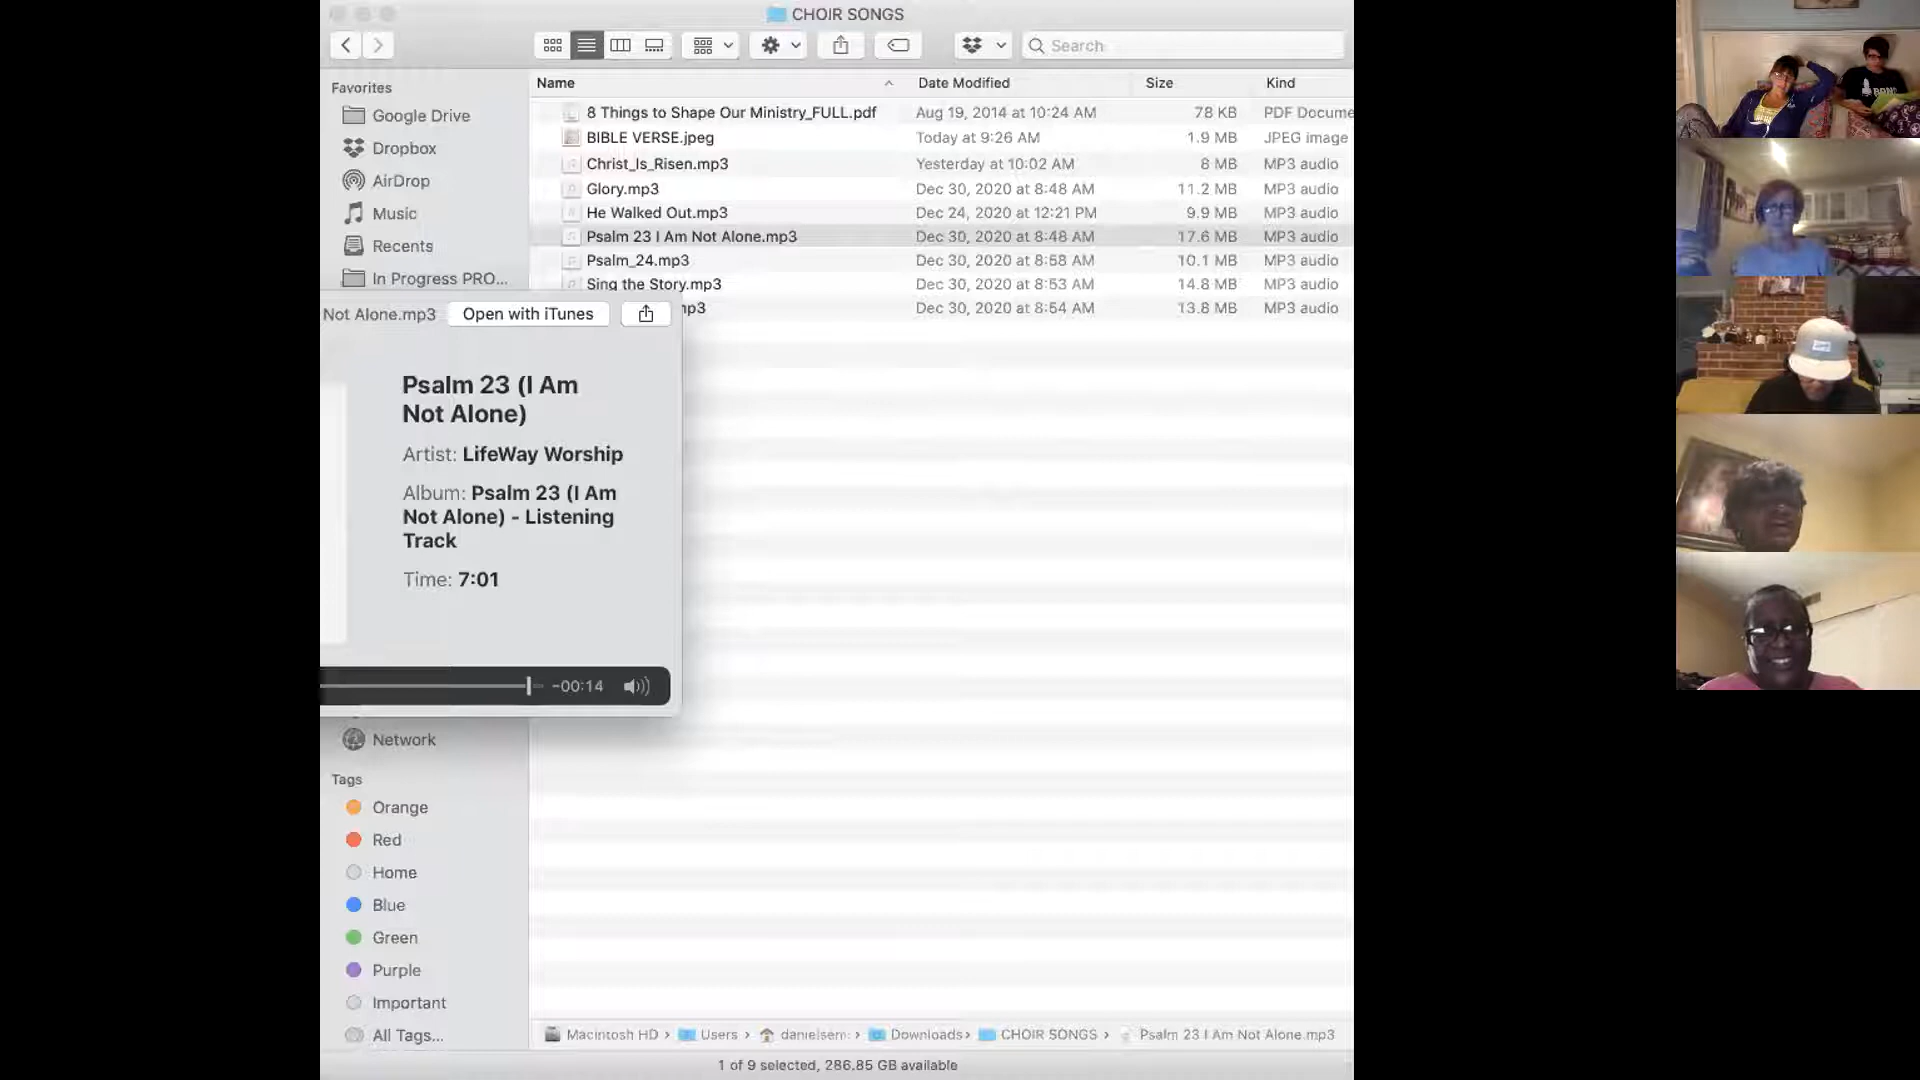 CHOIR SONGS
Search
Favorites
Google Drive
Dropbox
AirDrop
Music
Recents
In Progress PRO...
Name Date Modified Size Kind
8 Things to Shape Our Ministry_FULL.pdf Aug 19, 2014 at 10:24 AM 78 KB PDF Docume
BIBLE VERSE.jpeg Today at 9:26 AM 1.9 MB JPEG image
Christ_Is_Risen.mp3 Yesterday at 10:02 AM 8 MB MP3 audio
Glory.mp3 Dec 30, 2020 at 8:48 AM 11.2 MB MP3 audio
He Walked Out.mp3 Dec 24, 2020 at 12:21 PM 9.9 MB MP3 audio
Psalm 23 I Am Not Alone.mp3 Dec 30, 2020 at 8:48 AM 17.6 MB MP3 audio
Psalm_24.mp3 Dec 30, 2020 at 8:58 AM 10.1 MB MP3 audio
Sing the Story.mp3 Dec 30, 2020 at 8:53 AM 14.8 MB MP3 audio
np3 Dec 30, 2020 at 8:54 AM 13.8 MB MP3 audio
Not Alone.mp3 Open with iTunes
Psalm 23 (I Am
Not Alone)
Artist: LifeWay Worship
Album: Psalm 23 (I Am
Not Alone) - Listening
Track
Time: 7:01
-00:14
Network
Tags
Orange
Red
Home
Blue
Green
Purple
Important
All Tags...
Macintosh HD > Users > danielsem > Downloads > CHOIR SONGS > Psalm 23 I Am Not Alone.mp3
1 of 9 selected, 286.85 GB available